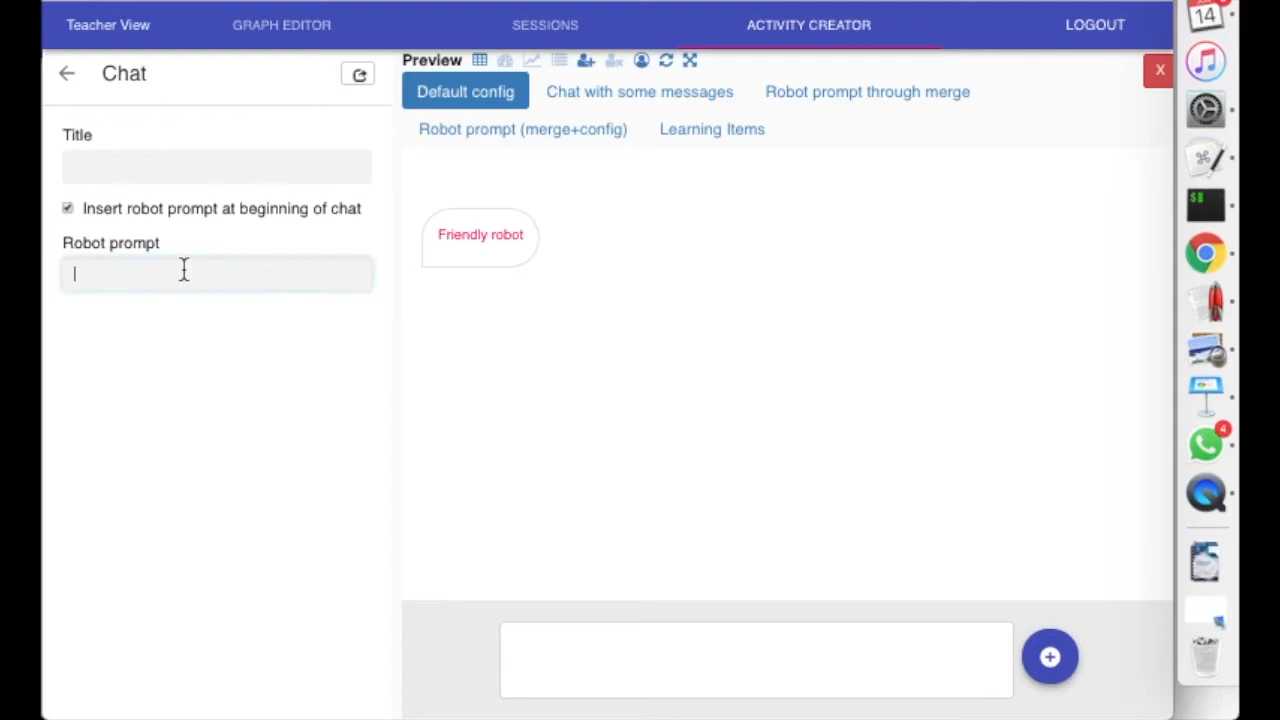 Teacher View GRAPH EDITOR SESSIONS ACTIVITY CREATOR LOGOUT
Chat
Preview
X
Default config Chat with some messages Robot prompt through merge
Robot prompt (merge+config) Learning Items
Title
Insert robot prompt at beginning of chat
Robot prompt
Friendly robot
14
$
4